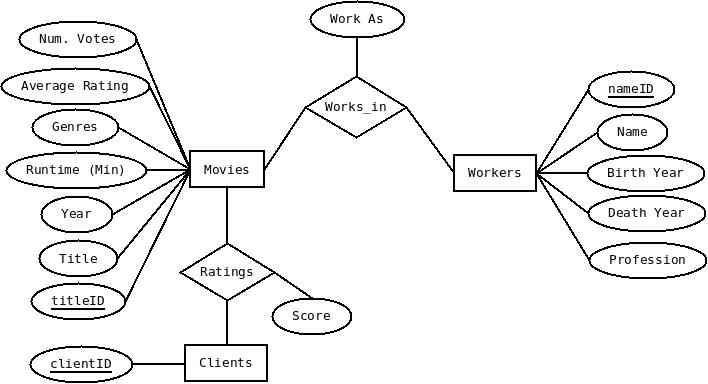 Work As
Num. Votes
Average Rating
Genres
Runtime (Min)
Year
Title
titleID
Movies
Works_in
Workers
nameID
Name
Birth Year
Death Year
Profession
Ratings
Score
clientID
Clients